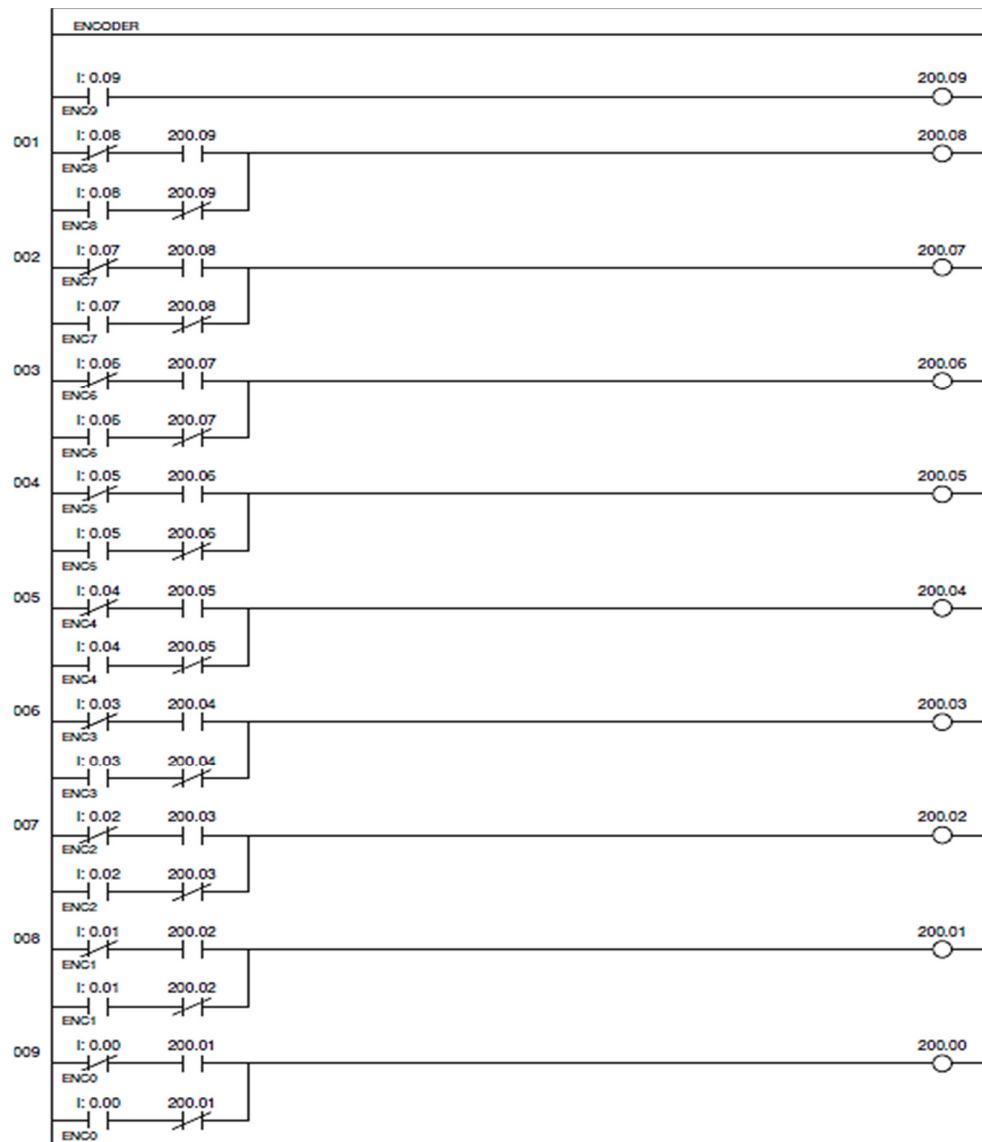 ENCODER
I: 0.09 200.09
ENC9
001 I: 0.08 200.09 200.08
ENC8
I: 0.08 200.09
ENC8
002 I: 0.07 200.08 200.07
ENC7
I: 0.07 200.08
ENC7
003 I: 0.06 200.07 200.06
ENC6
I: 0.06 200.07
ENC6
004 I: 0.05 200.06 200.05
ENC5
I: 0.05 200.06
ENC5
005 I: 0.04 200.05 200.04
ENC4
I: 0.04 200.05
ENC4
006 I: 0.03 200.04 200.03
ENC3
I: 0.03 200.04
ENC3
007 I: 0.02 200.03 200.02
ENC2
I: 0.02 200.03
ENC2
008 I: 0.01 200.02 200.01
ENC1
I: 0.01 200.02
ENC1
009 I: 0.00 200.01 200.00
ENC0
I: 0.00 200.01
ENC0